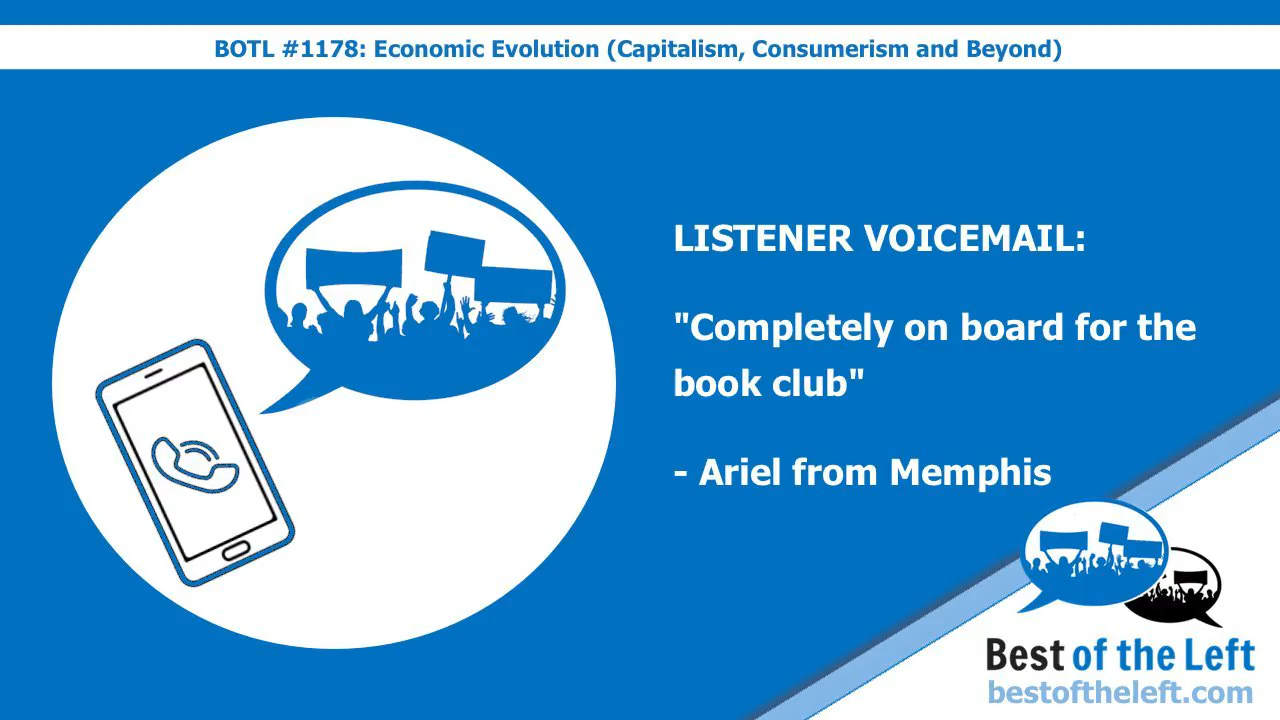 BOTL #1178: Economic Evolution (Capitalism, Consumerism and Beyond)
LISTENER VOICEMAIL:
"Completely on board for the
book club"
- Ariel from Memphis
Best of the Left
bestoftheleft.com